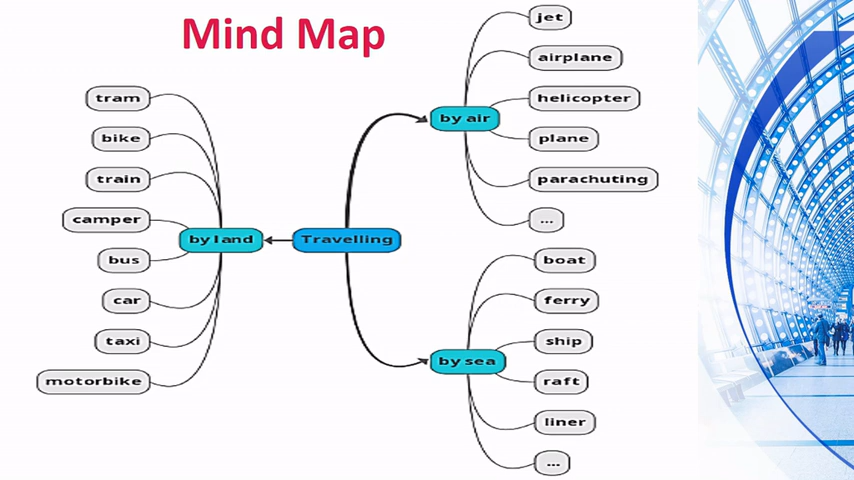 Mind Map
tram
bike
train
camper
bus
car
taxi
motorbike
by land
Travelling
by air
jet
airplane
helicopter
plane
parachuting
...
by sea
boat
ferry
ship
raft
liner
...